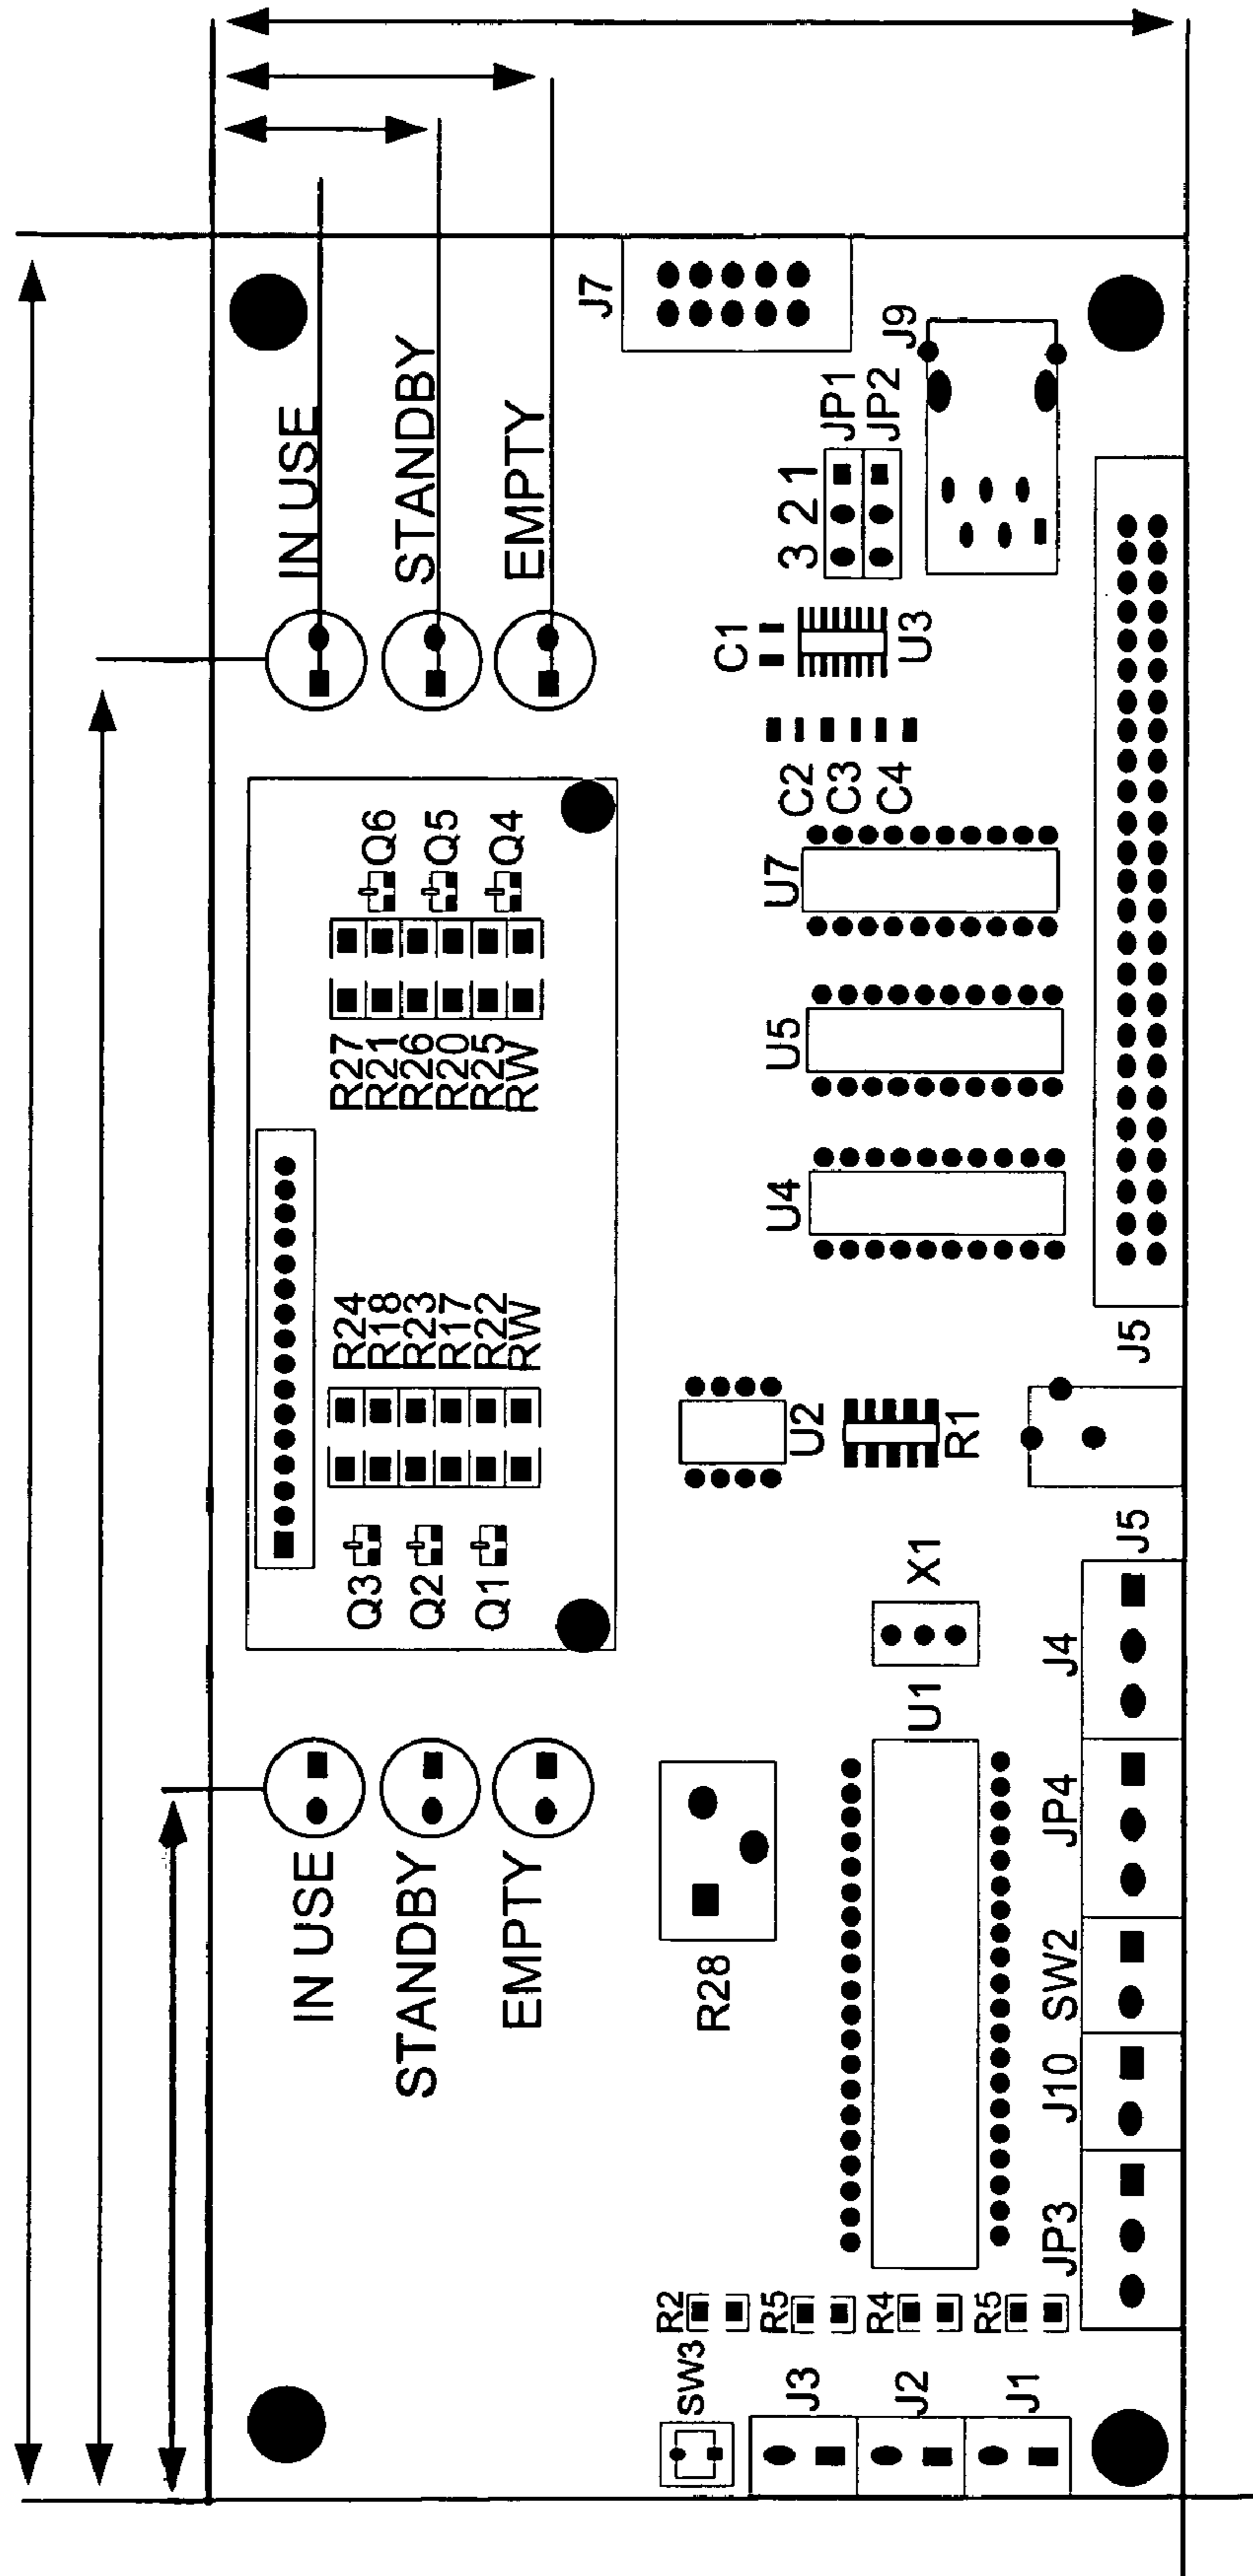 IN USE
STANDBY
EMPTY
J7
J9
JP1
JP2
3 2 1
C1
U3
C2
C3
C4
Q6
Q5
Q4
U7
R27
R21
R26
R20
R25
RW
U5
U4
R24
R18
R23
R17
R22
RW
J5
U2
R1
Q3
Q2
Q1
J5
X1
J4
U1
JP4
IN USE
STANDBY
EMPTY
R28
SW2
J10
JP3
R2
R5
R4
R5
SW3
J3
J2
J1